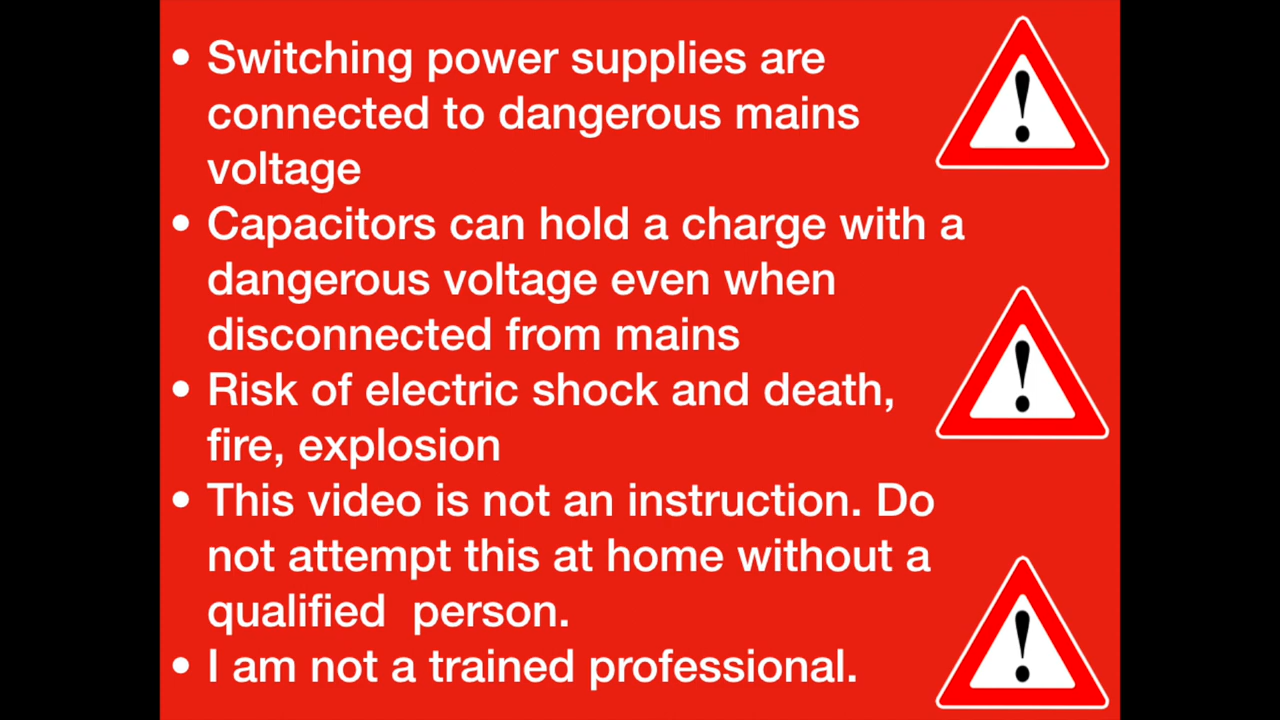 • Switching power supplies are
connected to dangerous mains
voltage
• Capacitors can hold a charge with a
dangerous voltage even when
disconnected from mains
• Risk of electric shock and death,
fire, explosion
• This video is not an instruction. Do
not attempt this at home without a
qualified  person.
• I am not a trained professional.